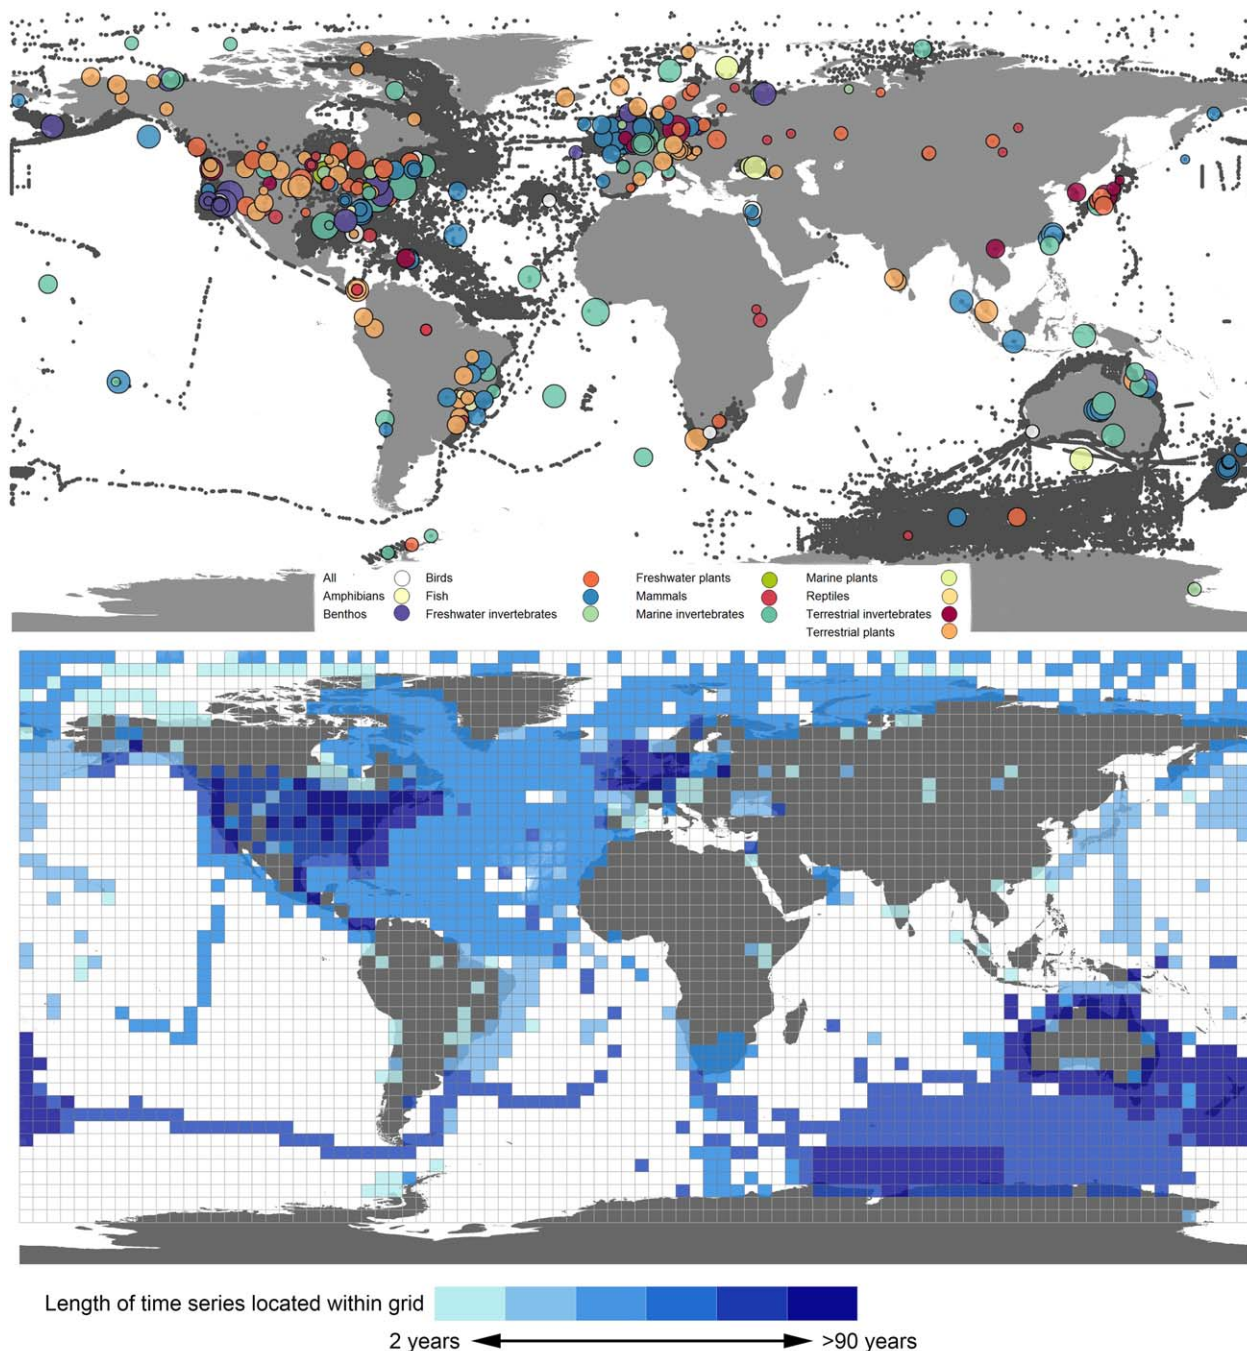 All Birds Freshwater plants Marine plants
Amphibians Fish Mammals Reptiles
Benthos Freshwater invertebrates Marine invertebrates Terrestrial invertebrates
Terrestrial plants
Length of time series located within grid
2 years >90 years